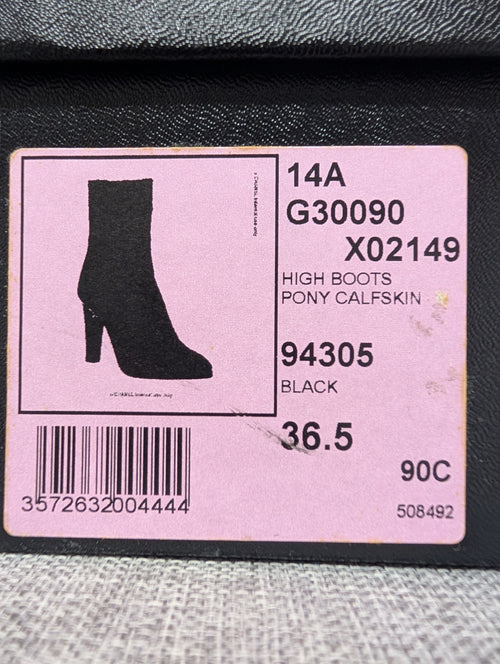 14A
G30090
X02149
HIGH BOOTS
PONY CALFSKIN
94305
BLACK
36.5
90C
508492
3572632004444